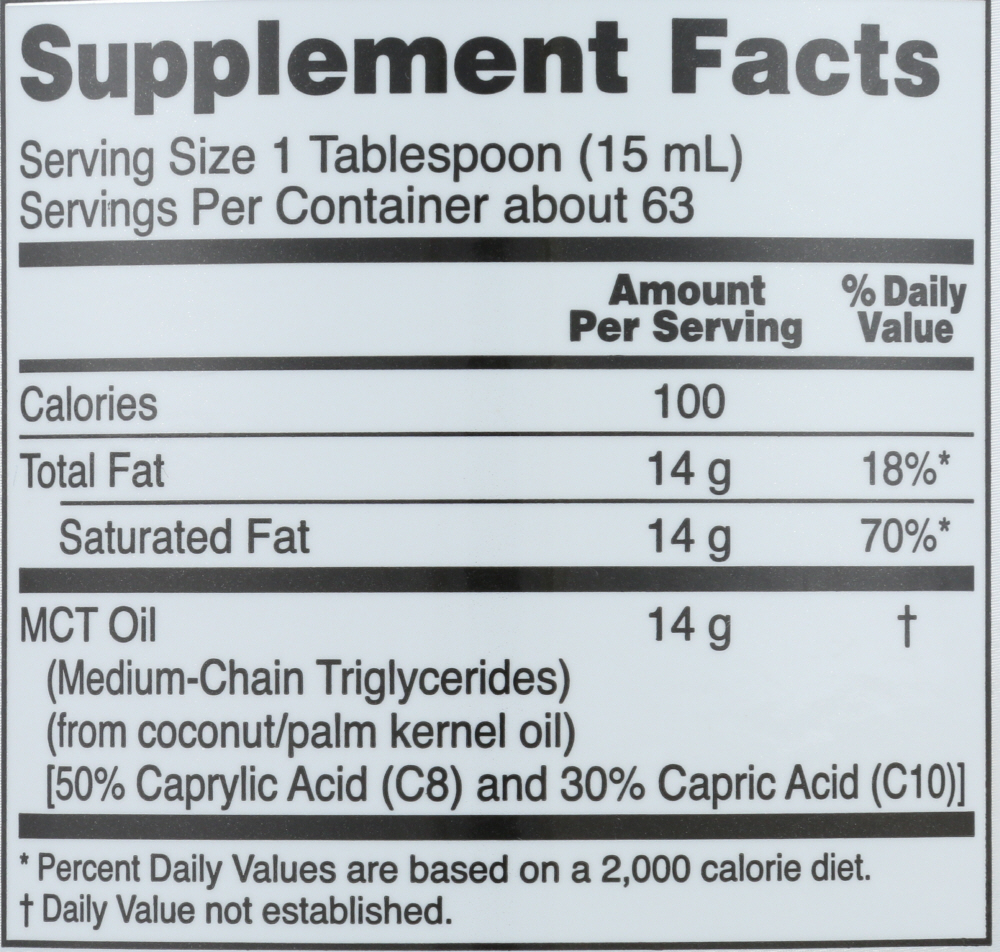 Supplement Facts
Serving Size 1 Tablespoon (15 mL)
Servings Per Container about 63
Amount Per Serving % Daily Value
Calories 100
Total Fat 14 g 18%*
Saturated Fat 14 g 70%*
MCT Oil 14 g †
(Medium-Chain Triglycerides)
(from coconut/palm kernel oil)
[50% Caprylic Acid (C8) and 30% Capric Acid (C10)]
* Percent Daily Values are based on a 2,000 calorie diet.
† Daily Value not established.